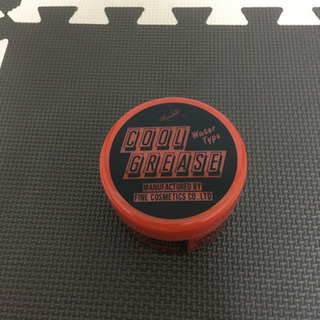 COOL
Water
Type
GREASE
MANUFACTURED BY
FINE COSMETICS CO.,LTD